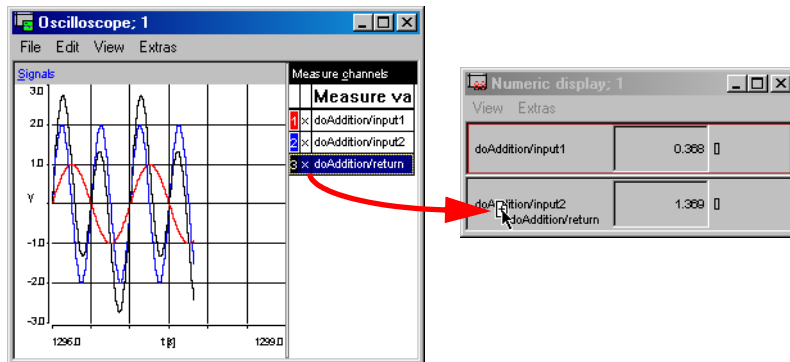 Oscilloscope; 1
File Edit View Extras
Signals
Measure channels
Measure va
1 × doAddition/input1
2 × doAddition/input2
3 × doAddition/return
3.0
2.0
1.0
Y
-1.0
-2.0
-3.0
1296.0 t [s] 1299.0
Numeric display; 1
View Extras
doAddition/input1 0.368 []
doAddition/input2 1.369 []
doAddition/return